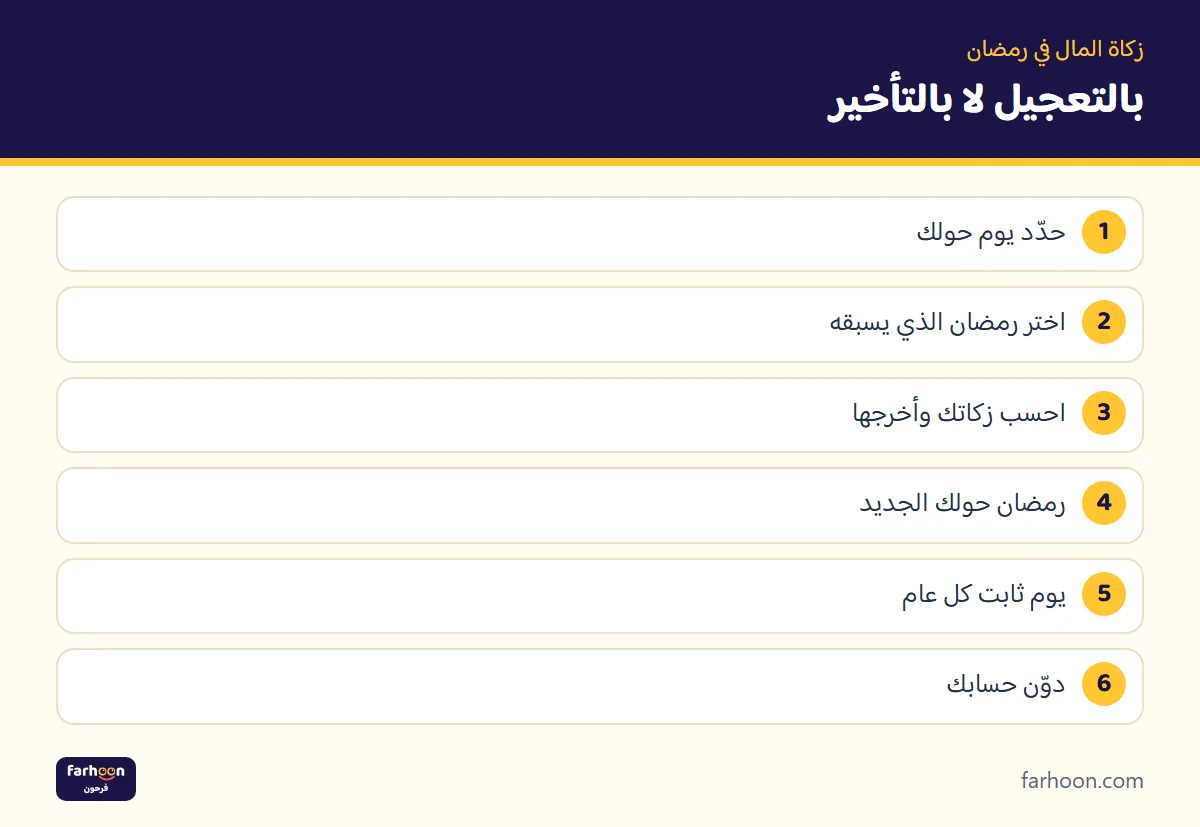 زكاة المال في رمضان
بالتعجيل لا بالتأخير
1 حدّد يوم حولك
2 اختر رمضان الذي يسبقه
3 احسب زكاتك وأخرجها
4 رمضان حولك الجديد
5 يوم ثابت كل عام
6 دوّن حسابك
farhoon.com
farhoon
فرحون